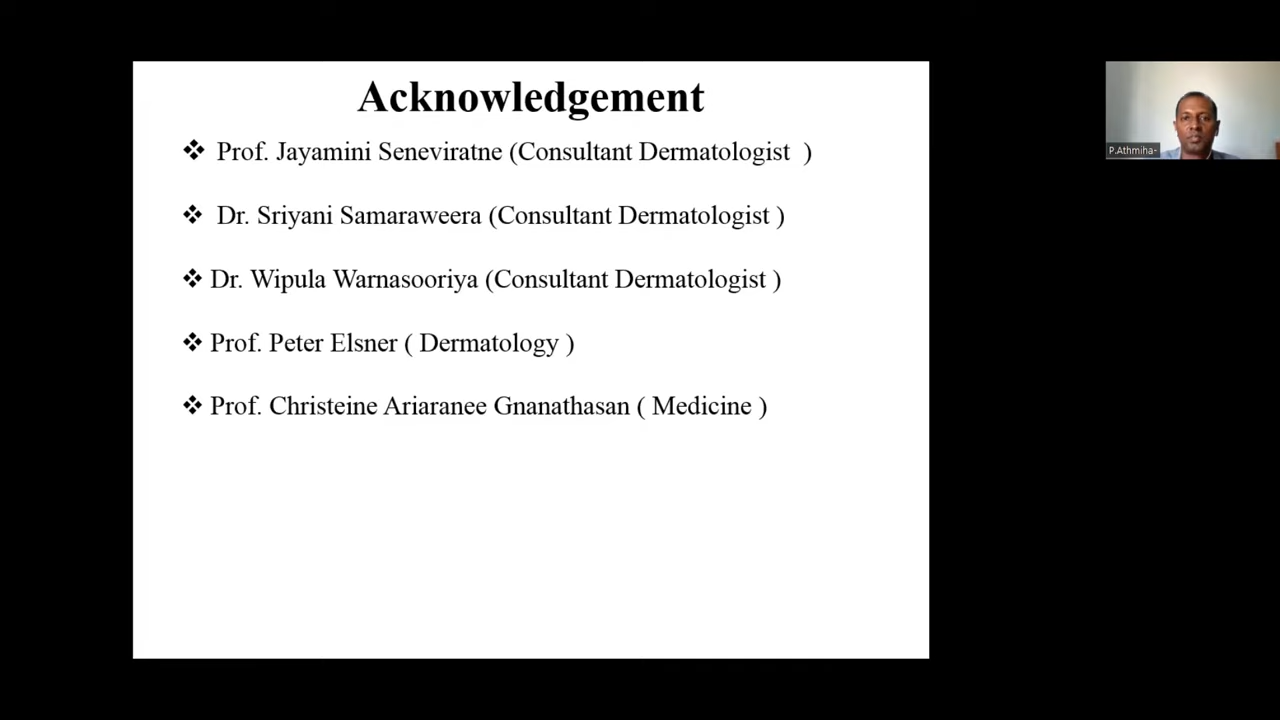 Acknowledgement
❖ Prof. Jayamini Seneviratne (Consultant Dermatologist )
❖ Dr. Sriyani Samaraweera (Consultant Dermatologist )
❖ Dr. Wipula Warnasooriya (Consultant Dermatologist )
❖ Prof. Peter Elsner ( Dermatology )
❖ Prof. Christeine Ariaranee Gnanathasan ( Medicine )
P.Athmiha-